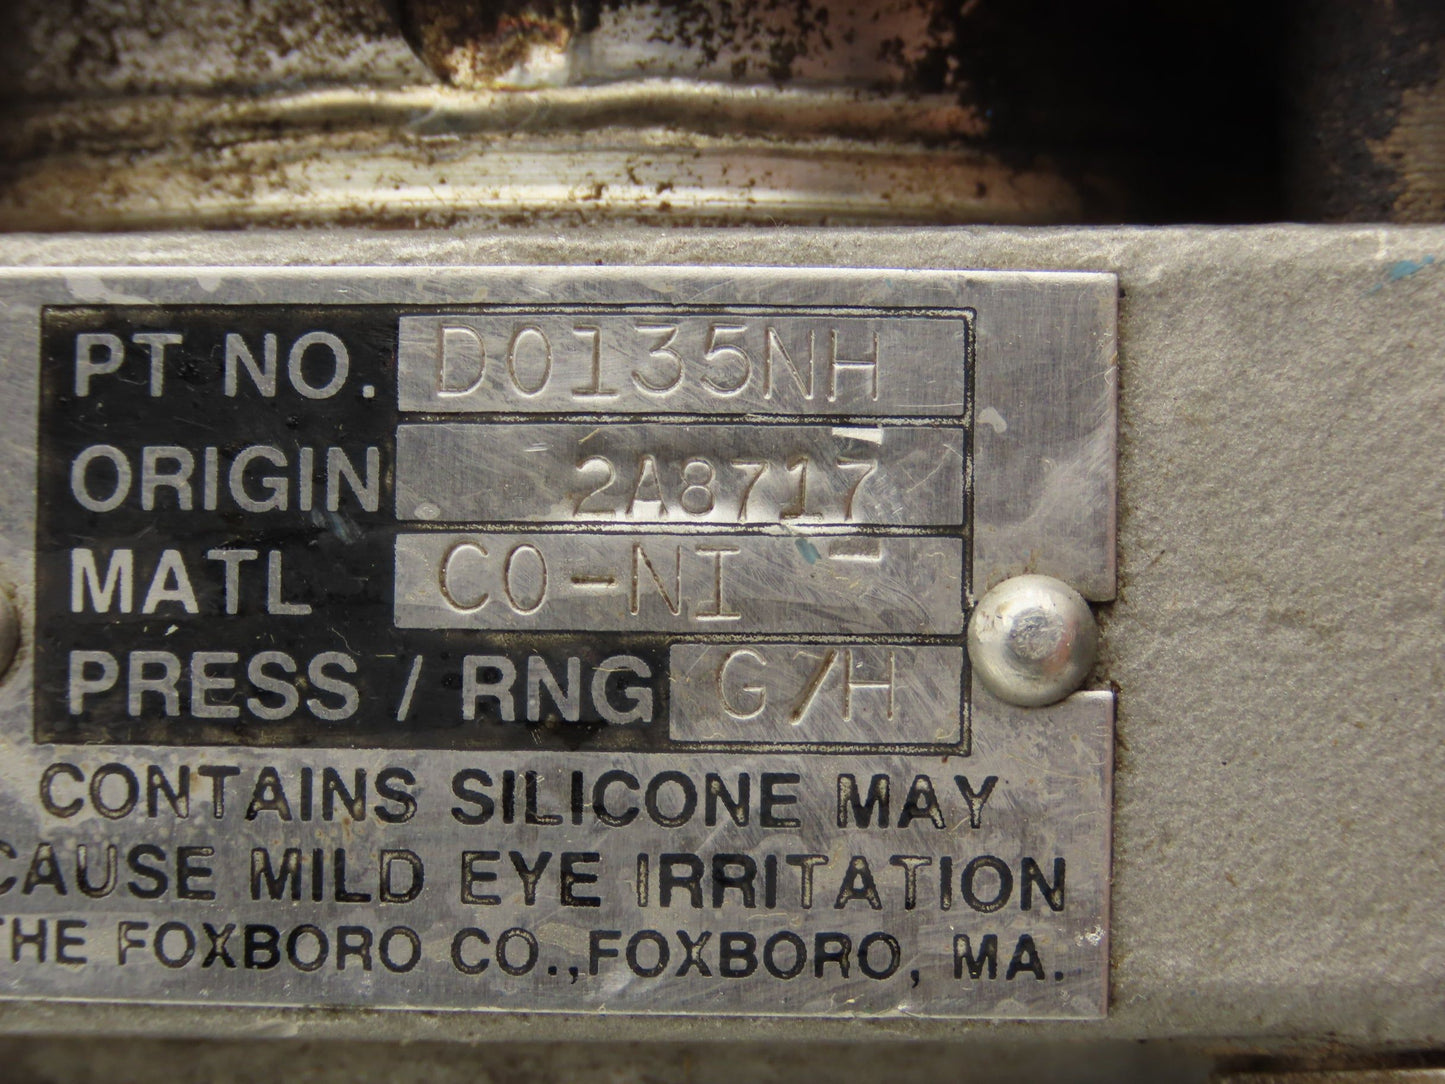 PT NO. D0135NH
ORIGIN 2A8717
MATL CO-NI
PRESS / RNG G/H
CONTAINS SILICONE MAY
CAUSE MILD EYE IRRITATION
THE FOXBORO CO., FOXBORO, MA.